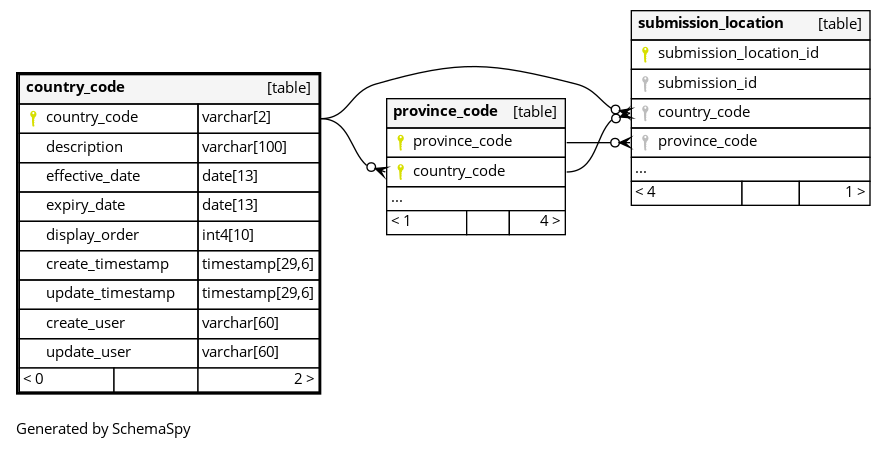 country_code [table]
country_code varchar[2]
description varchar[100]
effective_date date[13]
expiry_date date[13]
display_order int4[10]
create_timestamp timestamp[29,6]
update_timestamp timestamp[29,6]
create_user varchar[60]
update_user varchar[60]
< 0 2 >
province_code [table]
province_code
country_code
...
< 1 4 >
submission_location [table]
submission_location_id
submission_id
country_code
province_code
...
< 4 1 >
Generated by SchemaSpy